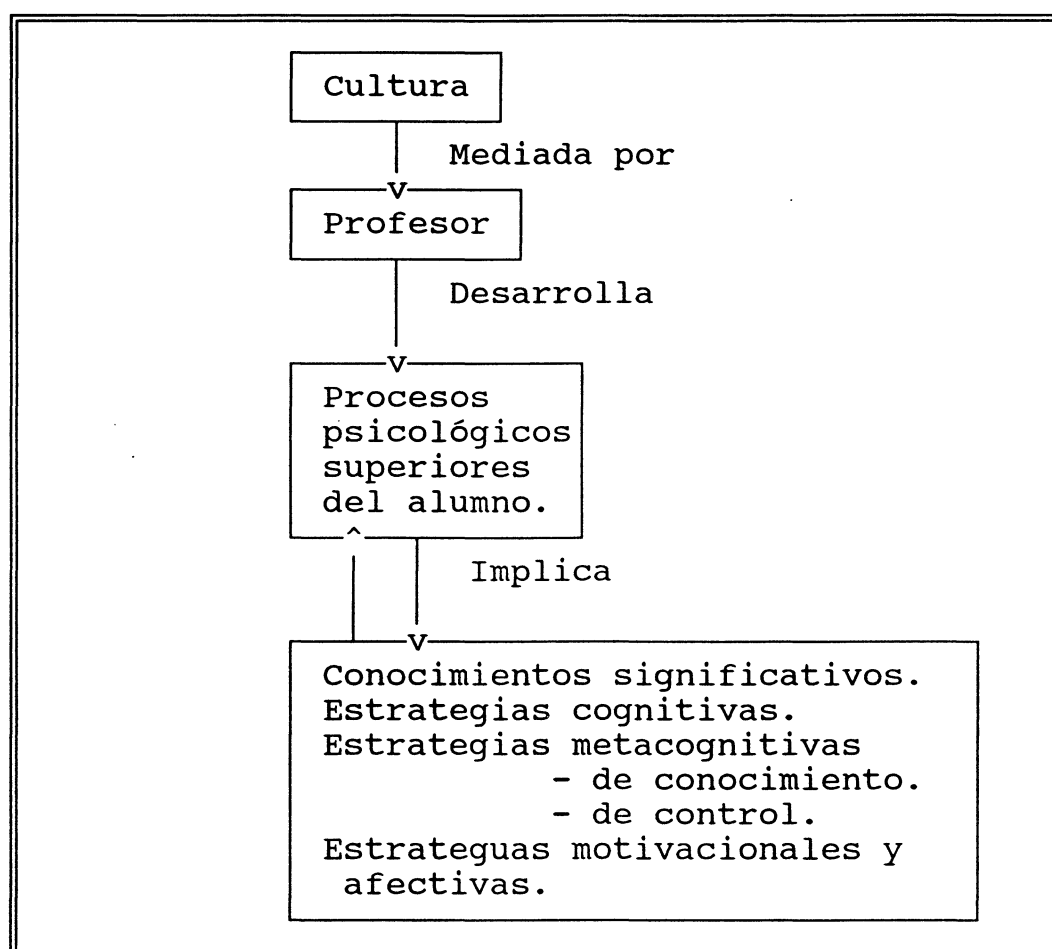 Cultura
Mediada por
Profesor
Desarrolla
Procesos
psicológicos
superiores
del alumno.
Implica
Conocimientos significativos.
Estrategias cognitivas.
Estrategias metacognitivas
- de conocimiento.
- de control.
Estrateguas motivacionales y
afectivas.